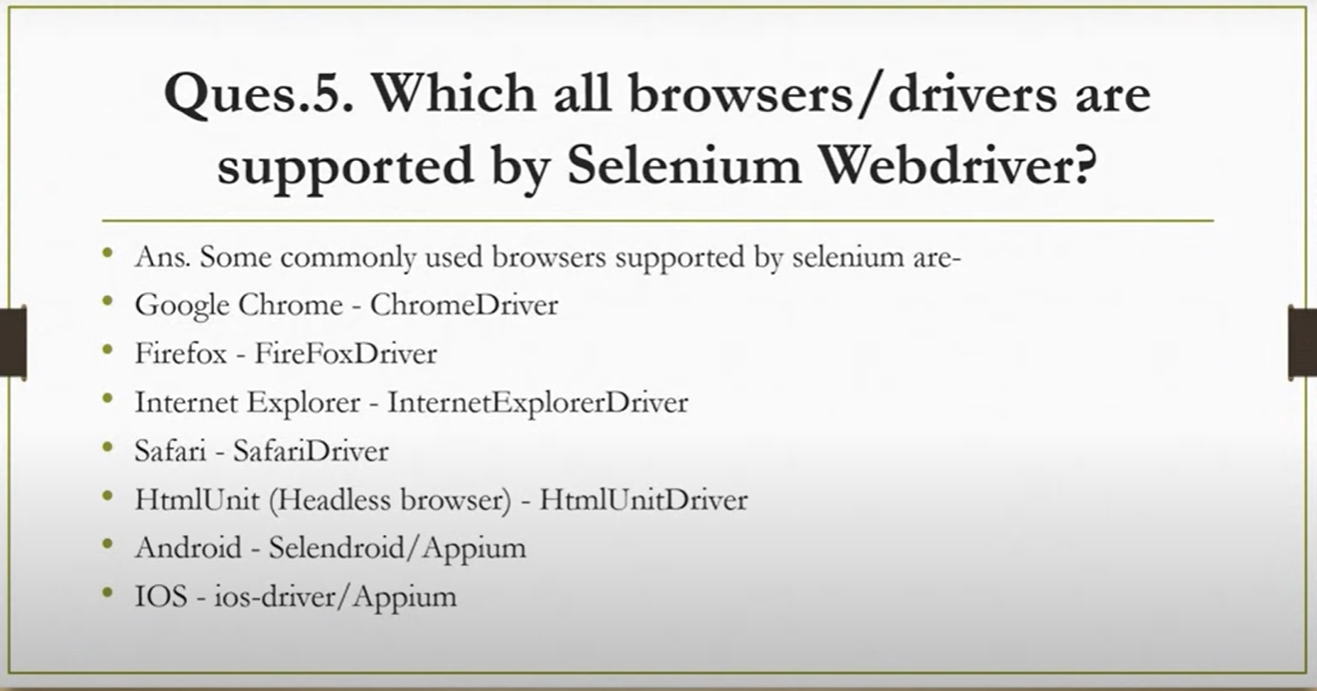 Ques.5. Which all browsers/drivers are
supported by Selenium Webdriver?
• Ans. Some commonly used browsers supported by selenium are-
• Google Chrome - ChromeDriver
• Firefox - FireFoxDriver
• Internet Explorer - InternetExplorerDriver
• Safari - SafariDriver
• HtmlUnit (Headless browser) - HtmlUnitDriver
• Android - Selendroid/Appium
• IOS - ios-driver/Appium